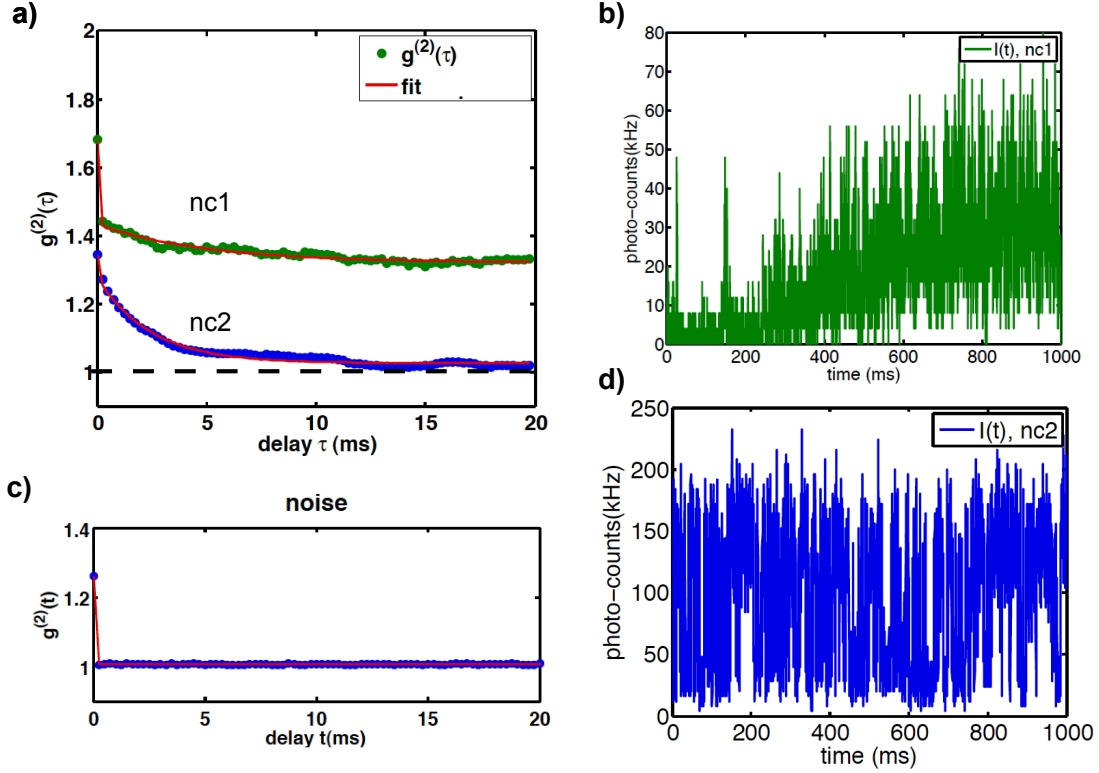 a)
2
1.8
1.6
1.4
1.2
1
g⁽²⁾(τ)
g⁽²⁾(τ)
fit
nc1
nc2
0 5 10 15 20
delay τ (ms)
b)
80
70
60
50
40
30
20
10
0
photo-counts(kHz)
I(t), nc1
0 200 400 600 800 1000
time (ms)
c)
noise
1.4
1.2
1
g⁽²⁾(t)
0 5 10 15 20
delay t(ms)
d)
250
200
150
100
50
0
photo-counts(kHz)
I(t), nc2
0 200 400 600 800 1000
time (ms)